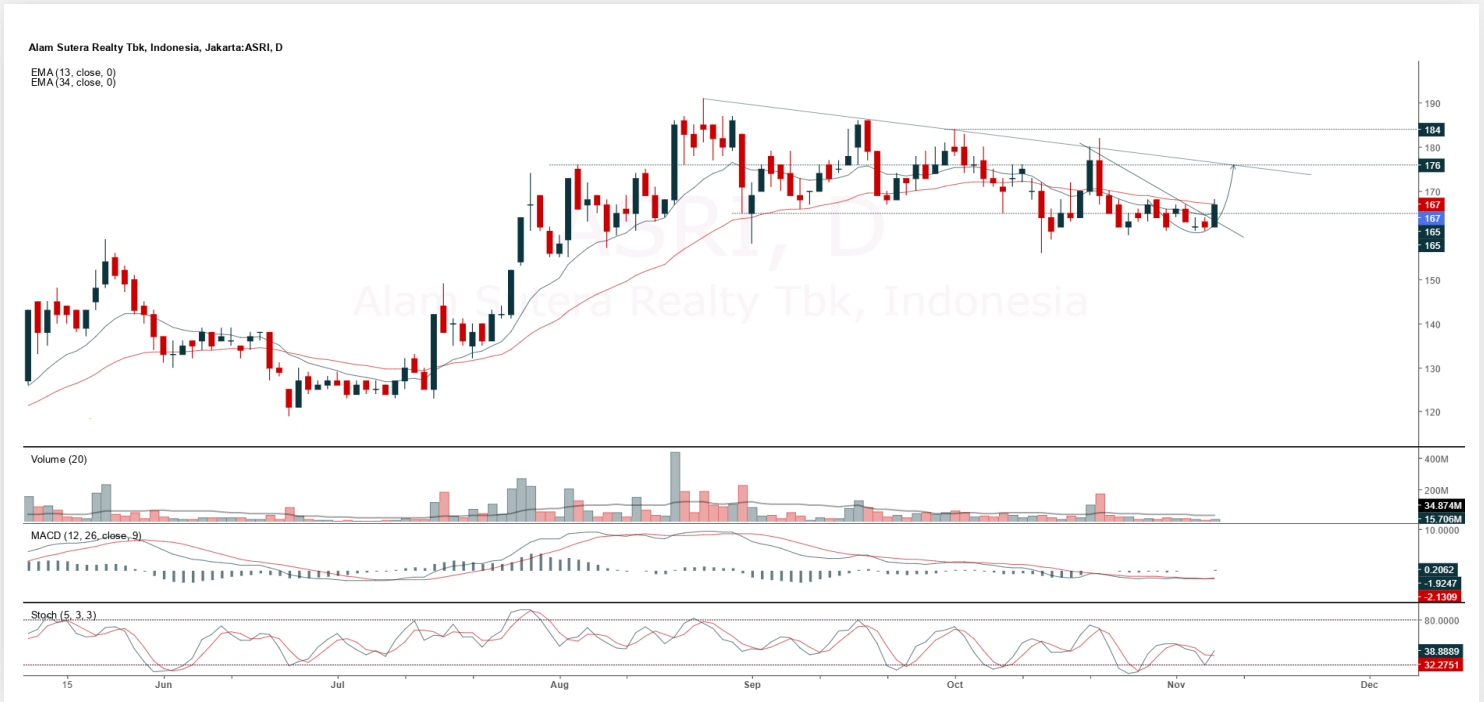 Alam Sutera Realty Tbk, Indonesia, Jakarta:ASRI, D
EMA (13, close, 0)
EMA (34, close, 0)
190
184
180
176
170
167
167
165
165
150
140
130
120
ASRI, D
Alam Sutera Realty Tbk, Indonesia
Volume (20)
400M
200M
34.874M
15.706M
MACD (12, 26, close, 9)
10.0000
0.2062
-1.9247
-2.1309
Stoch (5, 3, 3)
80.0000
38.8889
32.2751
15 Jun Jul Aug Sep Oct Nov Dec